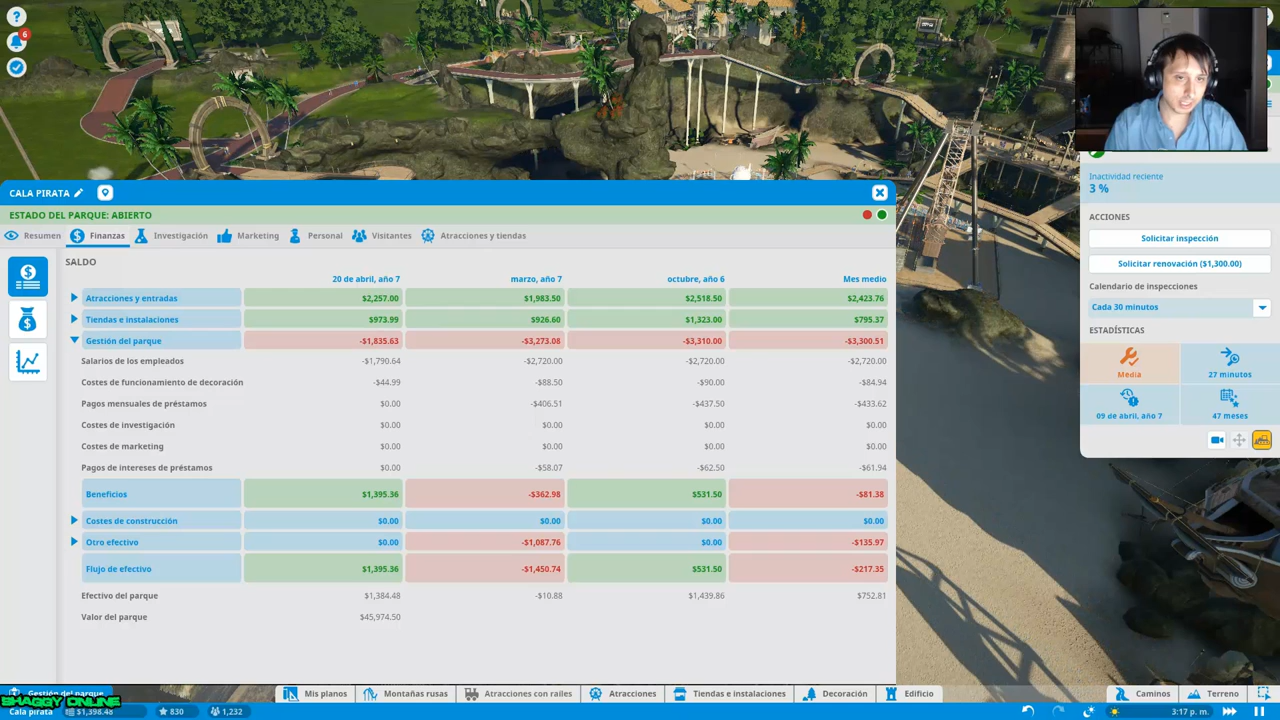 ?
6
CALA PIRATA
ESTADO DEL PARQUE: ABIERTO
Resumen Finanzas Investigación Marketing Personal Visitantes Atracciones y tiendas
SALDO
20 de abril, año 7 marzo, año 7 octubre, año 6 Mes medio
Atracciones y entradas $2,257.00 $1,983.50 $2,518.50 $2,423.76
Tiendas e instalaciones $973.99 $926.60 $1,323.00 $795.37
Gestión del parque -$1,835.63 -$3,273.08 -$3,310.00 -$3,300.51
Salarios de los empleados -$1,790.64 -$2,720.00 -$2,720.00 -$2,720.00
Costes de funcionamiento de decoración -$44.99 -$88.50 -$90.00 -$84.94
Pagos mensuales de préstamos $0.00 -$406.51 -$437.50 -$433.62
Costes de investigación $0.00 $0.00 $0.00 $0.00
Costes de marketing $0.00 $0.00 $0.00 $0.00
Pagos de intereses de préstamos $0.00 -$58.07 -$62.50 -$61.94
Beneficios $1,395.36 -$362.98 $531.50 -$81.38
Costes de construcción $0.00 $0.00 $0.00 $0.00
Otro efectivo $0.00 -$1,087.76 $0.00 -$135.97
Flujo de efectivo $1,395.36 -$1,450.74 $531.50 -$217.35
Efectivo del parque $1,384.48 -$10.88 $1,439.86 $752.81
Valor del parque $45,974.50
Inactividad reciente
3 %
ACCIONES
Solicitar inspección
Solicitar renovación ($1,300.00)
Calendario de inspecciones
Cada 30 minutos
ESTADÍSTICAS
Media 27 minutos
09 de abril, año 7 47 meses
Gestión del parque
SHAGGY ONLINE
Mis planos Montañas rusas Atracciones con raíles Atracciones Tiendas e instalaciones Decoración Edificio Caminos Terreno
Cala pirata $1,398.48 830 1,232 3:17 p. m.